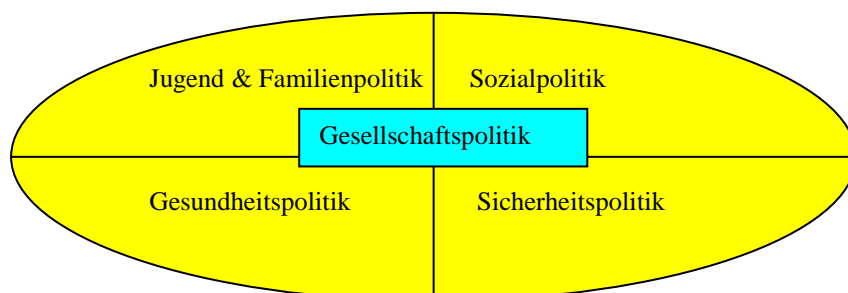 Jugend & Familienpolitik
Sozialpolitik
Gesellschaftspolitik
Gesundheitspolitik
Sicherheitspolitik